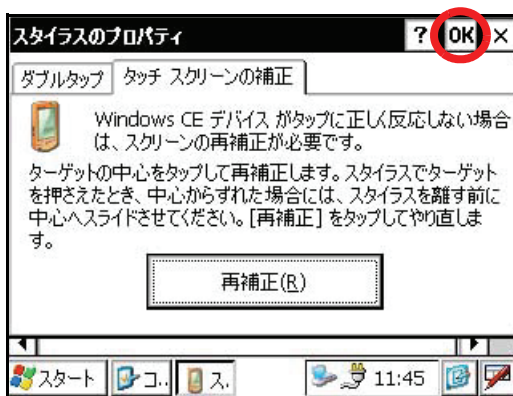 スタイラスのプロパティ ? OK ×
ダブルタップ タッチ スクリーンの補正
Windows CE デバイス がタップに正しく反応しない場合
は、スクリーンの再補正が必要です。
ターゲットの中心をタップして再補正します。スタイラスでターゲット
を押さえたとき、中心からずれた場合には、スタイラスを離す前に
中心へスライドさせてください。[再補正] をタップしてやり直しま
す。
再補正(R)
スタート コ.. ス. 11:45